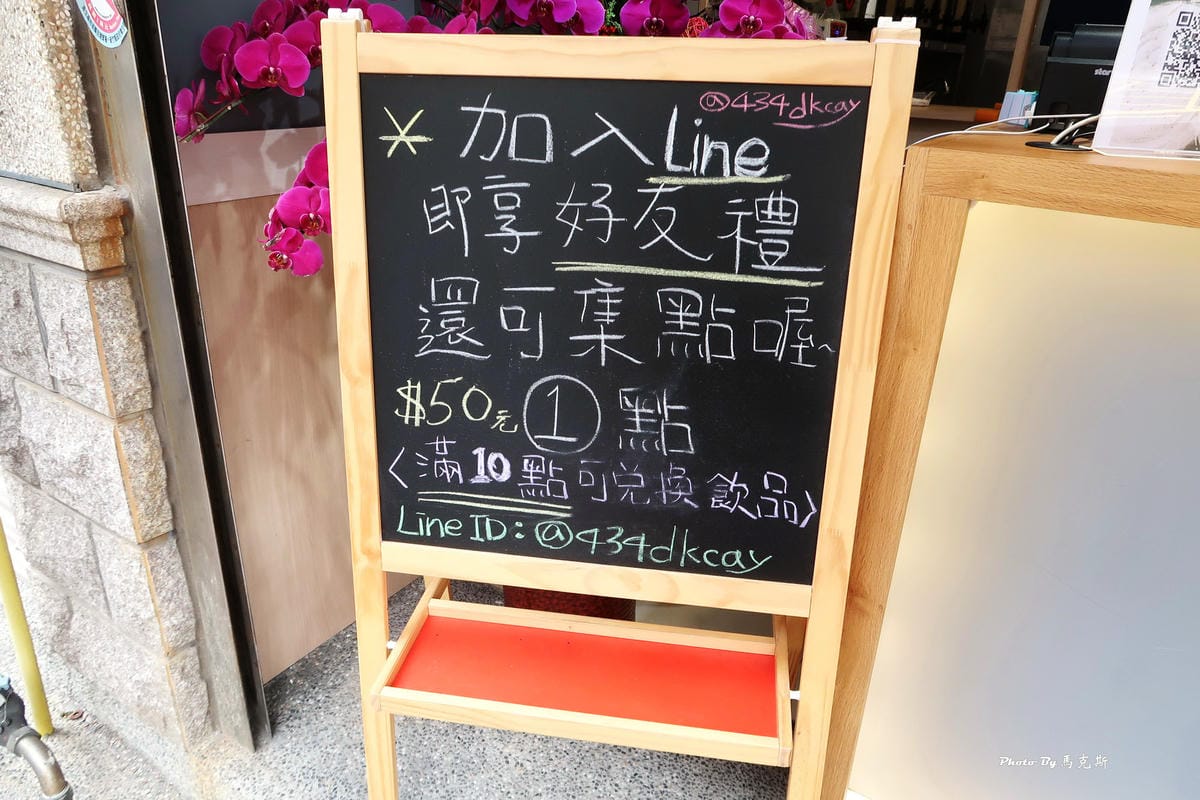 @434dkcay
＊加入Line
即享好友禮
還可集點喔~
$50元①點
〈滿10點可兌換飲品〉
Line ID：@434dkcay
star
Photo By 馬克斯